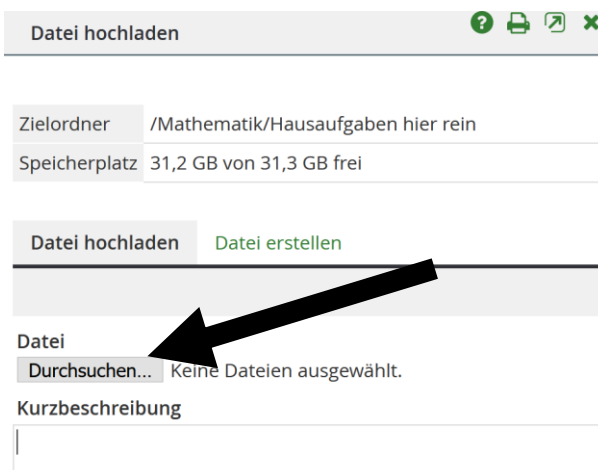 Datei hochladen
Zielordner /Mathematik/Hausaufgaben hier rein
Speicherplatz 31,2 GB von 31,3 GB frei
Datei hochladen Datei erstellen
Datei
Durchsuchen... Keine Dateien ausgewählt.
Kurzbeschreibung